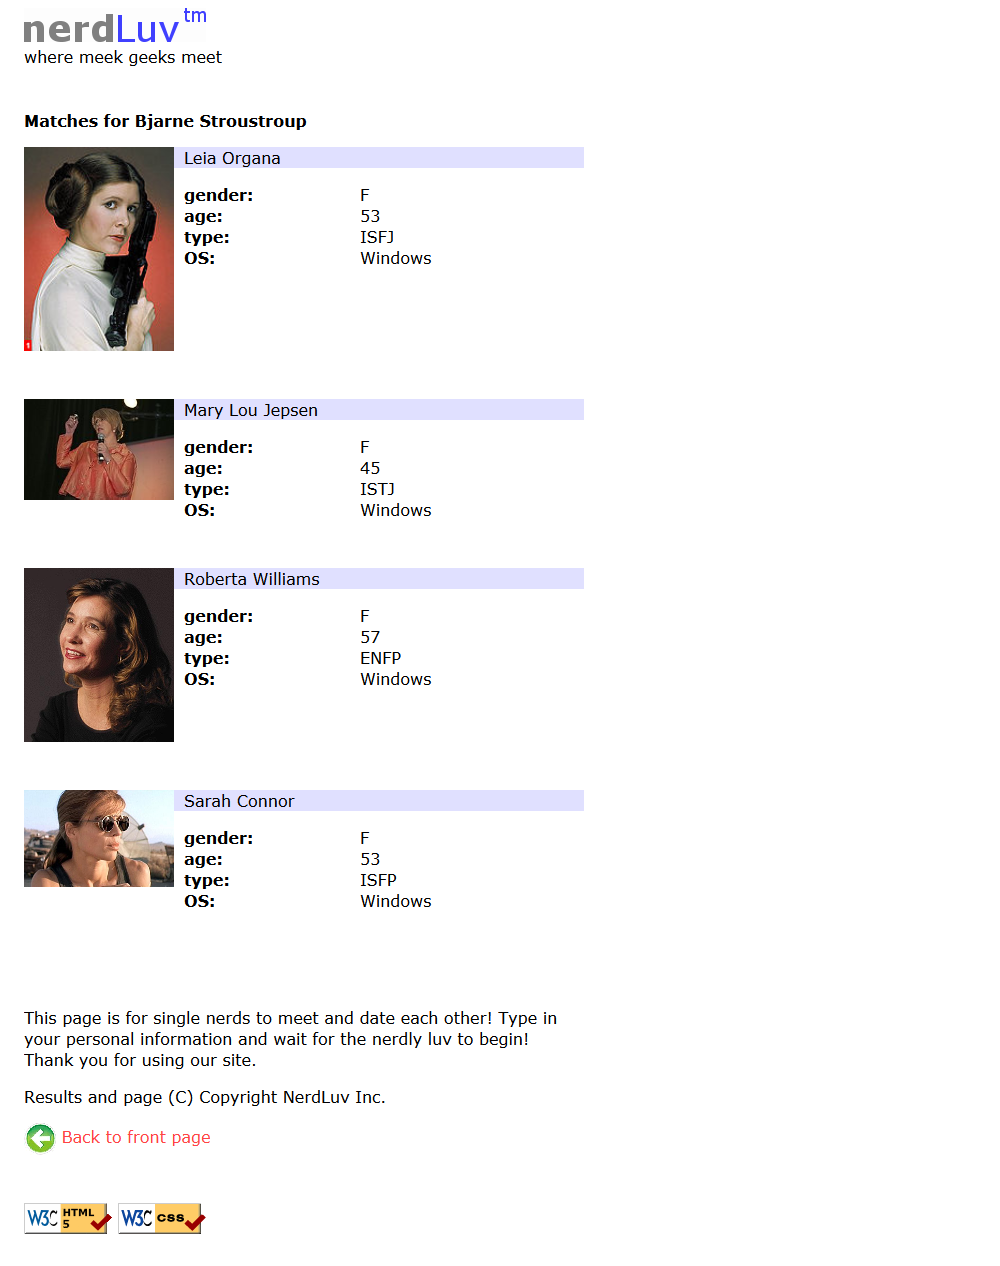 nerdLuv tm
where meek geeks meet
Matches for Bjarne Stroustroup
Leia Organa
gender: F
age: 53
type: ISFJ
OS: Windows
1
Mary Lou Jepsen
gender: F
age: 45
type: ISTJ
OS: Windows
Roberta Williams
gender: F
age: 57
type: ENFP
OS: Windows
Sarah Connor
gender: F
age: 53
type: ISFP
OS: Windows
This page is for single nerds to meet and date each other! Type in
your personal information and wait for the nerdly luv to begin!
Thank you for using our site.
Results and page (C) Copyright NerdLuv Inc.
Back to front page
W3C HTML 5
W3C css